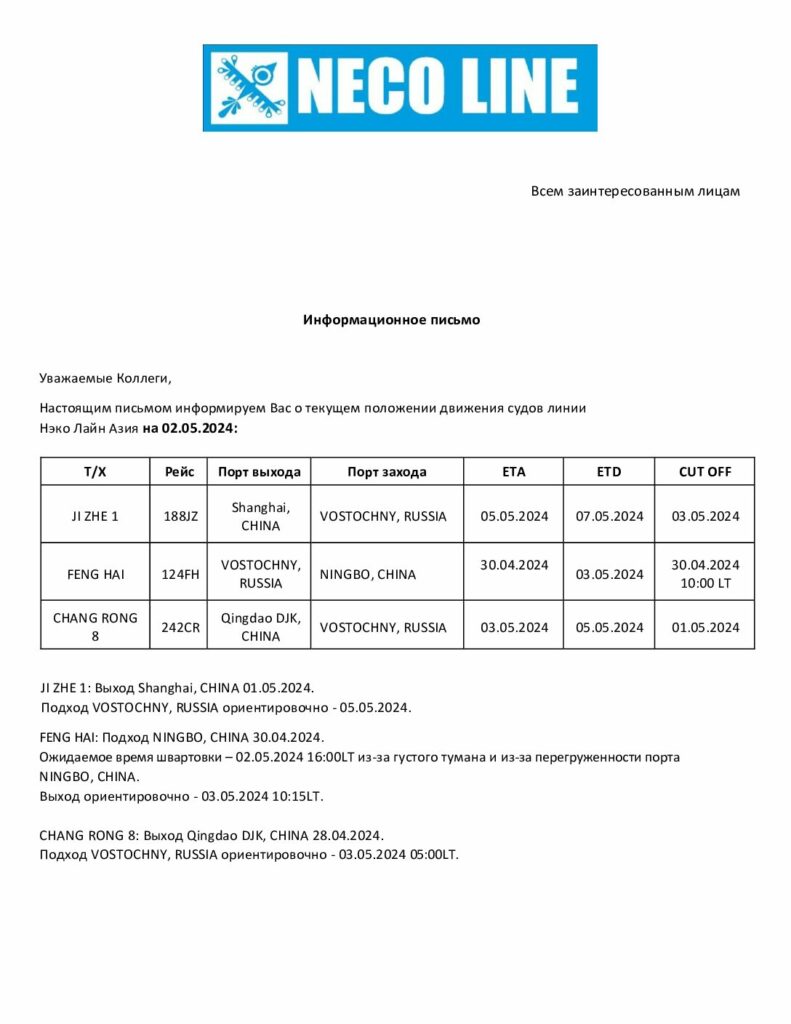 NECO LINE
Всем заинтересованным лицам
Информационное письмо
Уважаемые Коллеги,
Настоящим письмом информируем Вас о текущем положении движения судов линии
Нэко Лайн Азия на 02.05.2024:
Т/Х Рейс Порт выхода Порт захода ETA ETD CUT OFF
JI ZHE 1 188JZ Shanghai, CHINA VOSTOCHNY, RUSSIA 05.05.2024 07.05.2024 03.05.2024
FENG HAI 124FH VOSTOCHNY, RUSSIA NINGBO, CHINA 30.04.2024 03.05.2024 30.04.2024 10:00 LT
CHANG RONG 8 242CR Qingdao DJK, CHINA VOSTOCHNY, RUSSIA 03.05.2024 05.05.2024 01.05.2024
JI ZHE 1: Выход Shanghai, CHINA 01.05.2024.
Подход VOSTOCHNY, RUSSIA ориентировочно - 05.05.2024.
FENG HAI: Подход NINGBO, CHINA 30.04.2024.
Ожидаемое время швартовки – 02.05.2024 16:00LT из-за густого тумана и из-за перегруженности порта
NINGBO, CHINA.
Выход ориентировочно - 03.05.2024 10:15LT.
CHANG RONG 8: Выход Qingdao DJK, CHINA 28.04.2024.
Подход VOSTOCHNY, RUSSIA ориентировочно - 03.05.2024 05:00LT.